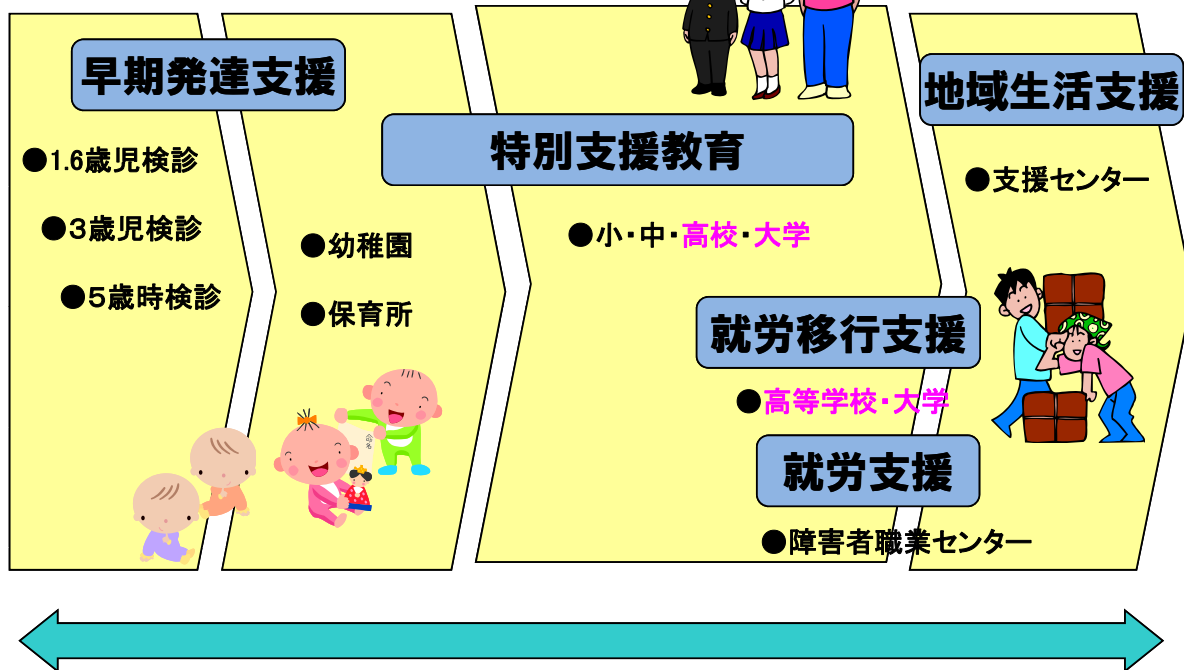 早期発達支援
●1.6歳児検診
●３歳児検診
●５歳時検診
●幼稚園
●保育所
特別支援教育
●小・中・高校・大学
就労移行支援
●高等学校・大学
就労支援
●障害者職業センター
地域生活支援
●支援センター
命名